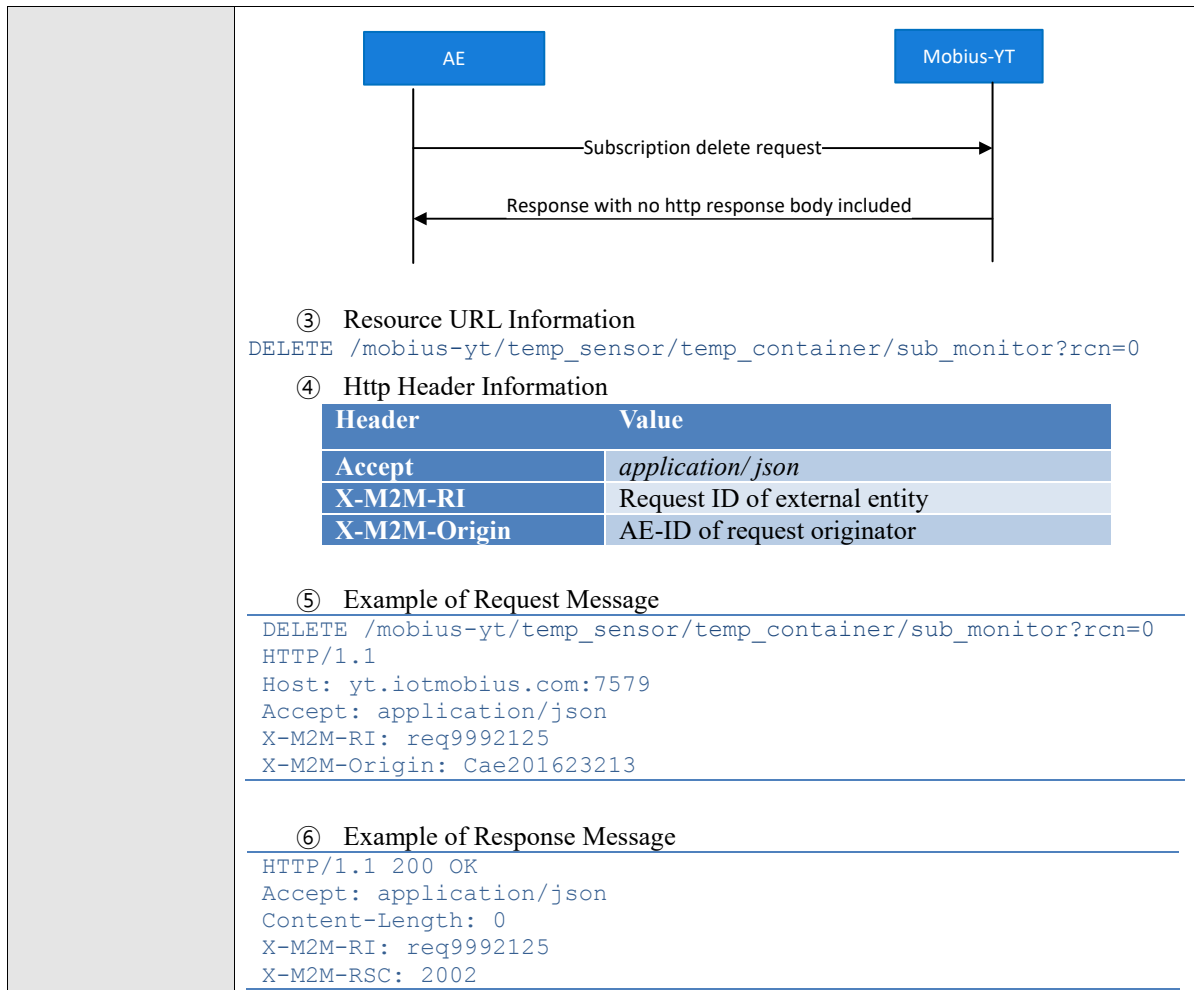 AE
Mobius-YT
Subscription delete request
Response with no http response body included
③ Resource URL Information
DELETE /mobius-yt/temp_sensor/temp_container/sub_monitor?rcn=0
④ Http Header Information
Header Value
Accept application/ json
X-M2M-RI Request ID of external entity
X-M2M-Origin AE-ID of request originator
⑤ Example of Request Message
DELETE /mobius-yt/temp_sensor/temp_container/sub_monitor?rcn=0
HTTP/1.1
Host: yt.iotmobius.com:7579
Accept: application/json
X-M2M-RI: req9992125
X-M2M-Origin: Cae201623213
⑥ Example of Response Message
HTTP/1.1 200 OK
Accept: application/json
Content-Length: 0
X-M2M-RI: req9992125
X-M2M-RSC: 2002